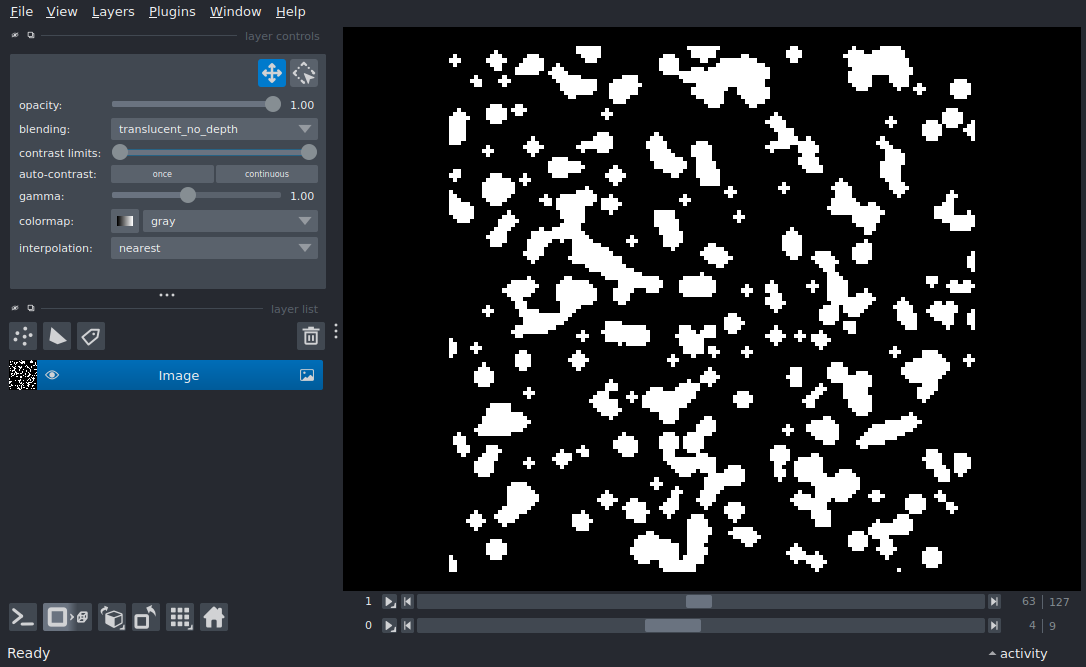 File View Layers Plugins Window Help
layer controls
opacity: 1.00
blending: translucent_no_depth
contrast limits:
auto-contrast: once continuous
gamma: 1.00
colormap: gray
interpolation: nearest
layer list
Image
1 63 127
0 4 9
Ready activity